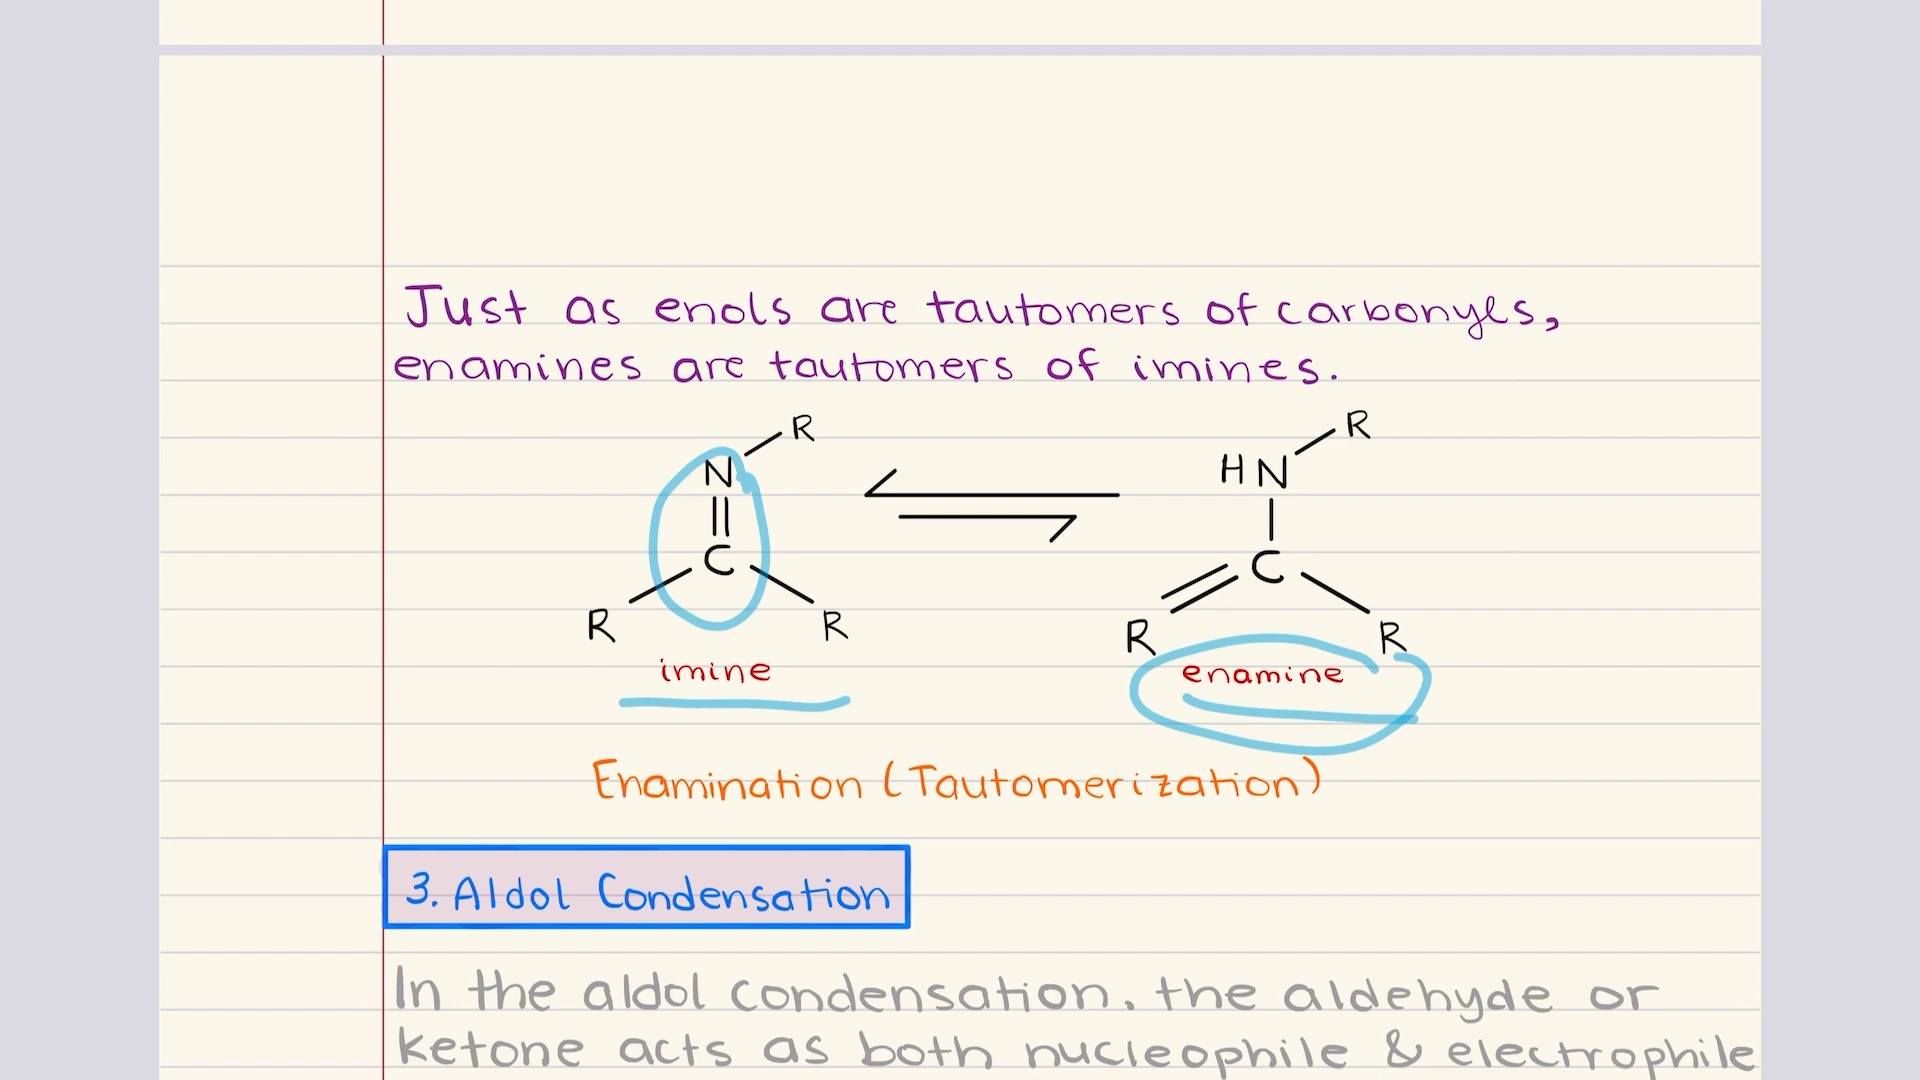 Just as enols are tautomers of carbonyls,
enamines are tautomers of imines.
N R
C
R R
imine
HN R
C
R R
enamine
Enamination (Tautomerization)
3. Aldol Condensation
In the aldol condensation, the aldehyde or
ketone acts as both nucleophile & electrophile